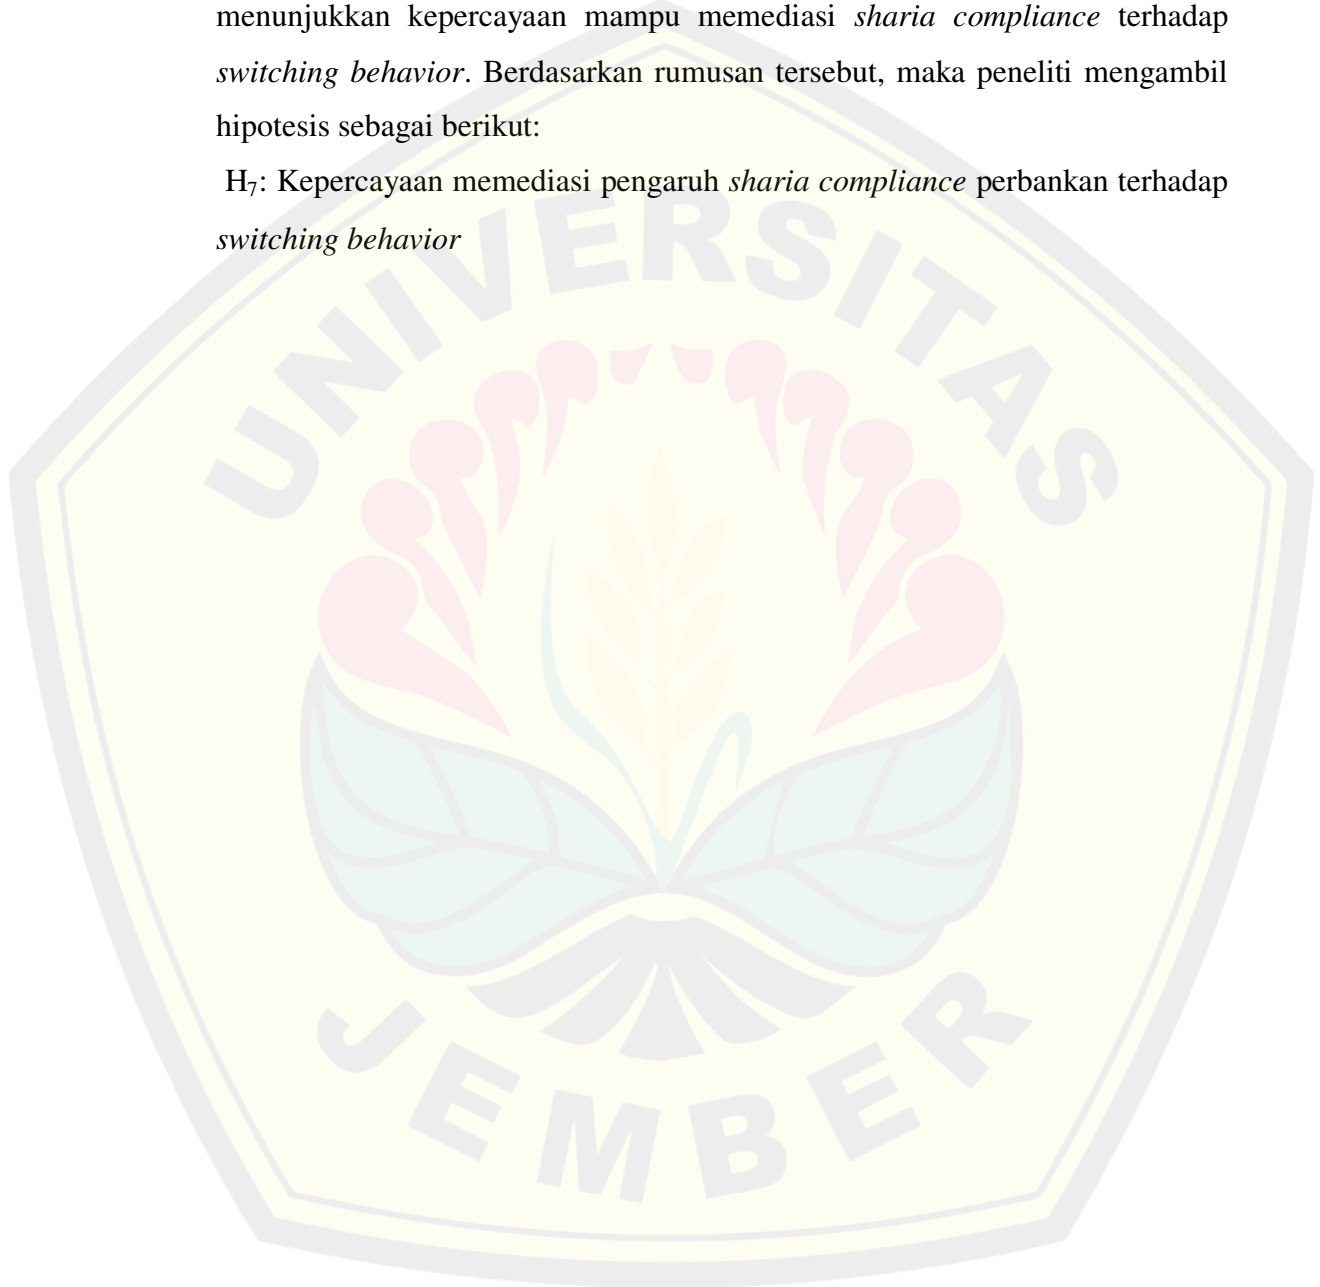 menunjukkan kepercayaan mampu memediasi sharia compliance terhadap
switching behavior. Berdasarkan rumusan tersebut, maka peneliti mengambil
hipotesis sebagai berikut:
H₇: Kepercayaan memediasi pengaruh sharia compliance perbankan terhadap
switching behavior
UNIVERSITAS
JEMBER